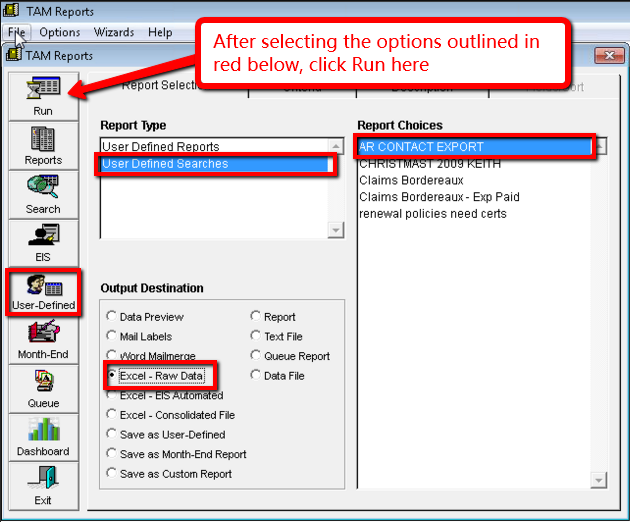 TAM Reports
File Options Wizards Help
TAM Reports
After selecting the options outlined in
red below, click Run here
Run
Reports
Search
EIS
User-Defined
Month-End
Queue
Dashboard
Exit
Report Selection
Criteria
Description
Report Type
User Defined Reports
User Defined Searches
Report Choices
AR CONTACT EXPORT
CHRISTMAST 2009 KEITH
Claims Bordereaux
Claims Bordereaux - Exp Paid
renewal policies need certs
Output Destination
Data Preview
Mail Labels
Word Mailmerge
Excel - Raw Data
Excel - EIS Automated
Excel - Consolidated File
Save as User-Defined
Save as Month-End Report
Save as Custom Report
Report
Text File
Queue Report
Data File